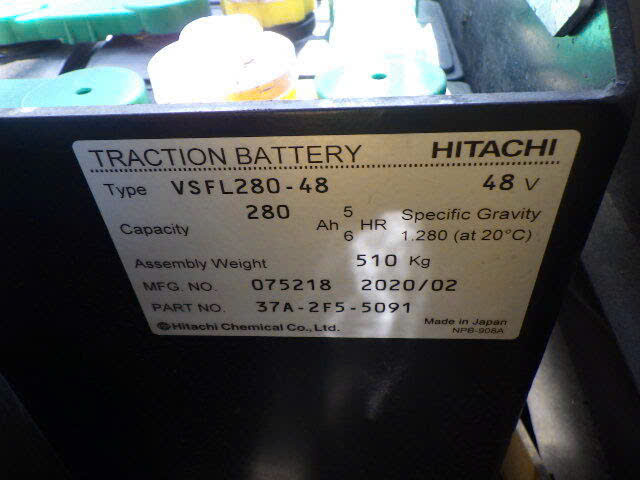 TRACTION BATTERY HITACHI
Type VSFL280-48 48 V
Capacity 280 Ah 5 6 HR Specific Gravity
1.280 (at 20°C)
Assembly Weight 510 Kg
MFG. NO. 075218 2020/02
PART NO. 37A-2F5-5091
Hitachi Chemical Co., Ltd. Made in Japan
NPB-908A